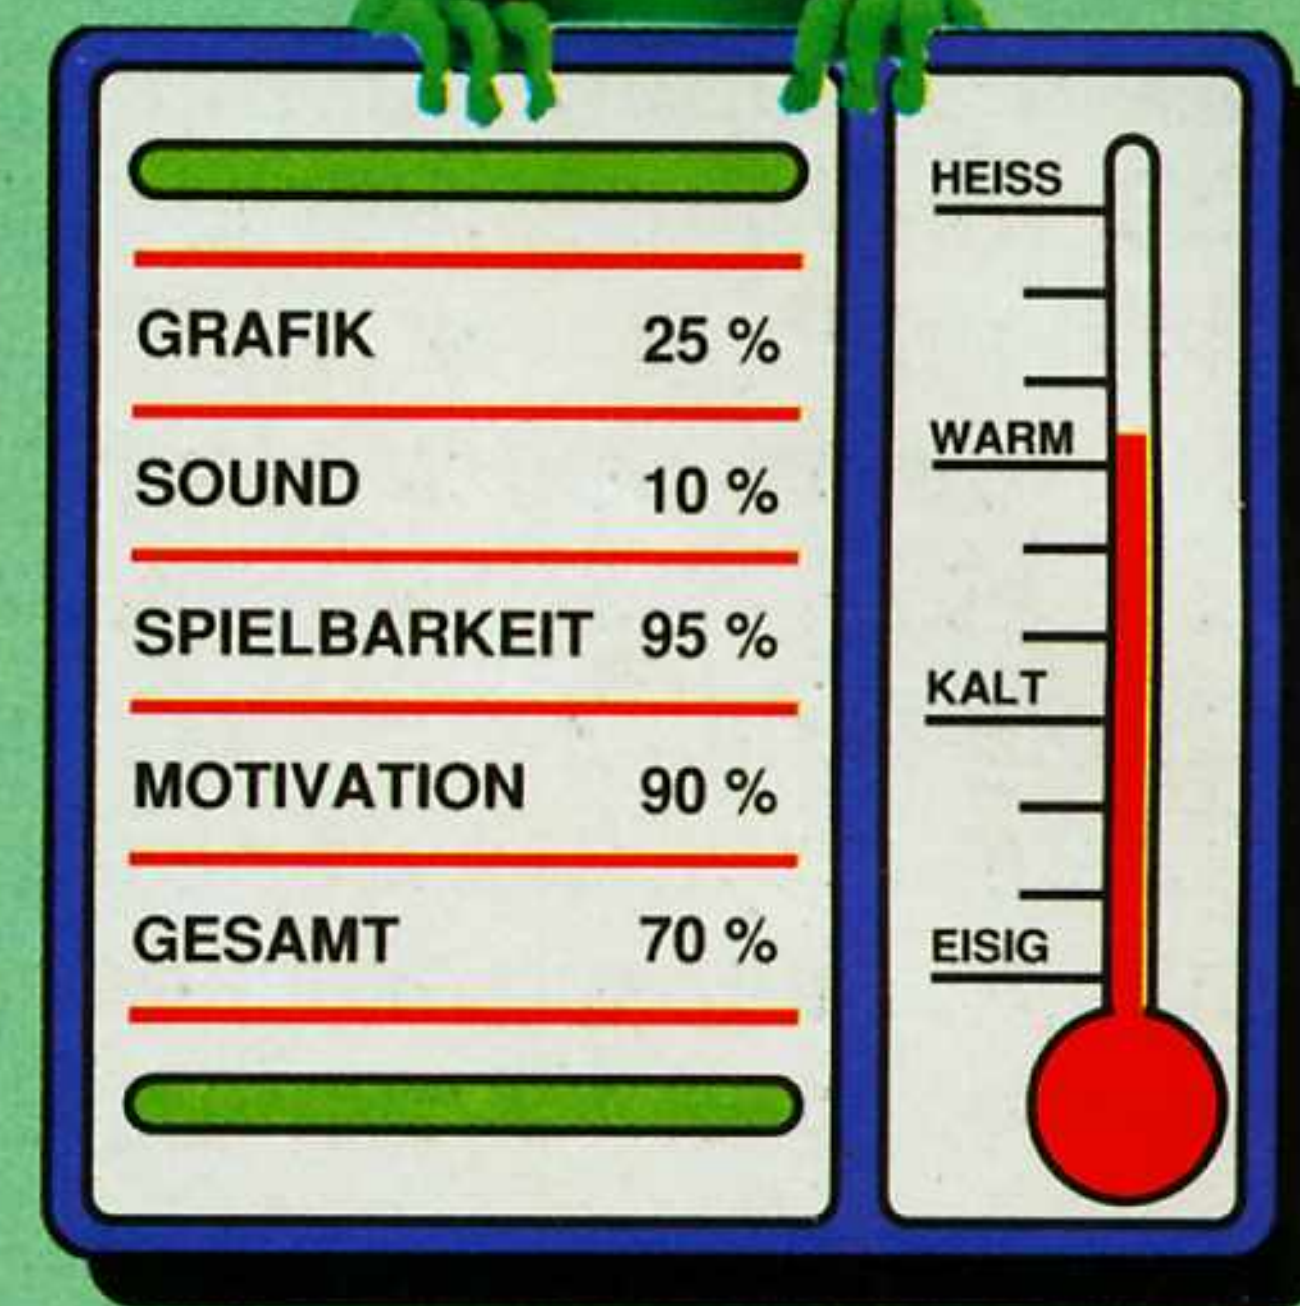 GRAFIK 25 %
SOUND 10 %
SPIELBARKEIT 95 %
MOTIVATION 90 %
GESAMT 70 %
HEISS
WARM
KALT
EISIG